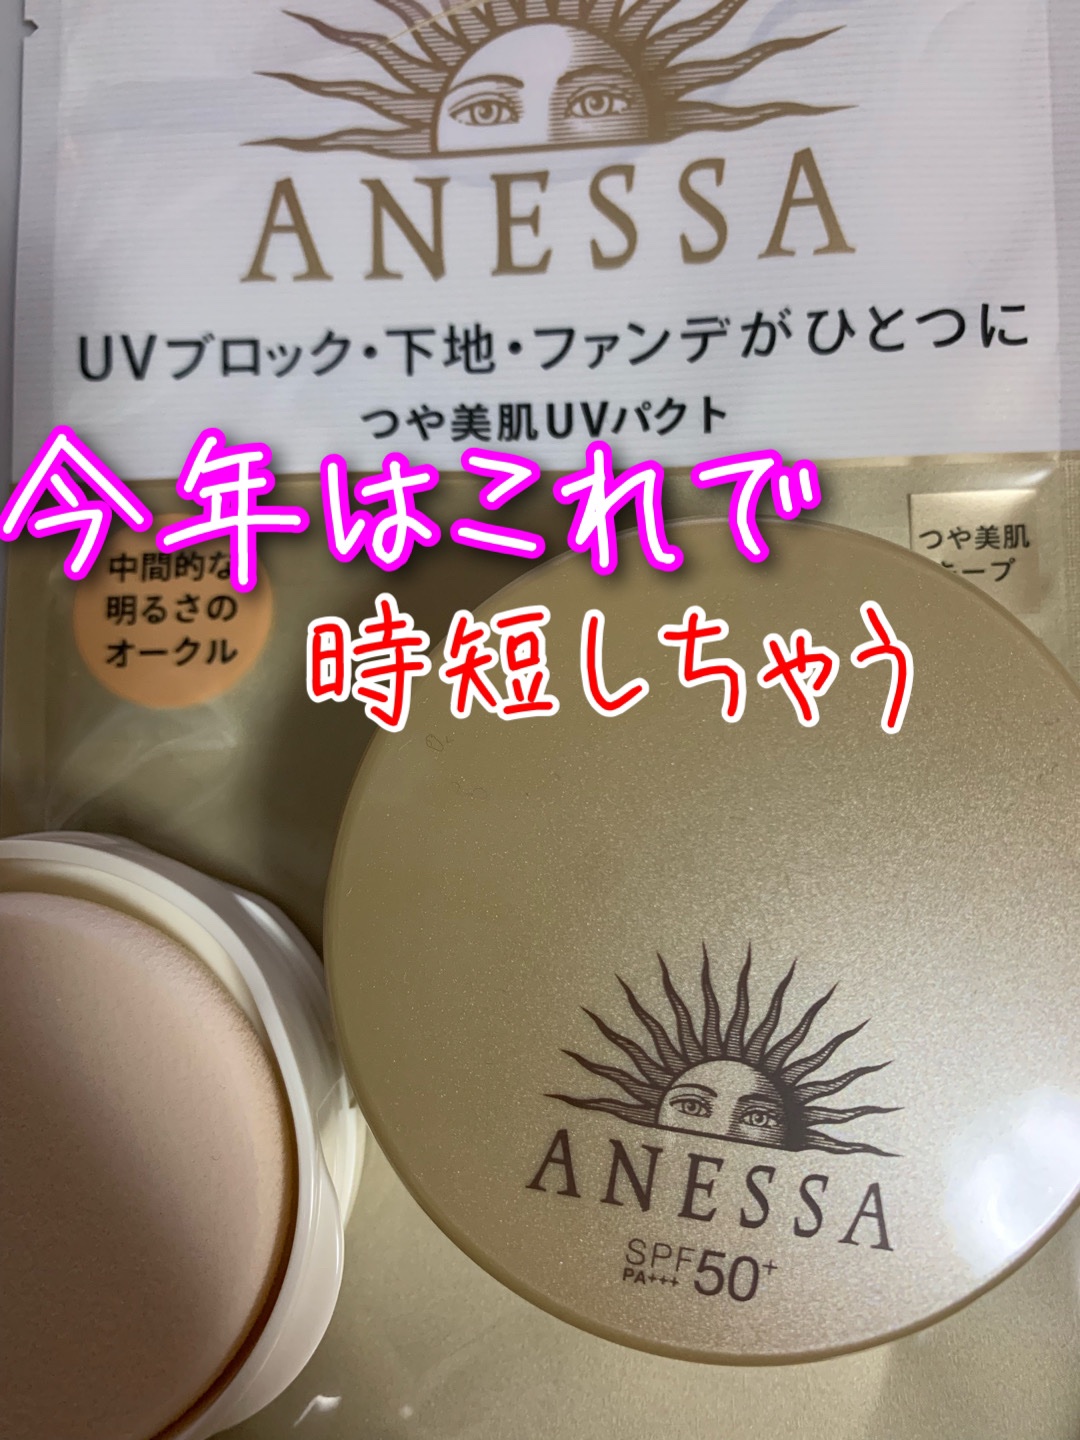 ANESSA
UVブロック・下地・ファンデがひとつに
つや美肌UVパクト
今年はこれで
つや美肌
キープ
中間的な
明るさの
オークル
時短しちゃう
ANESSA
SPF50+
PA+++